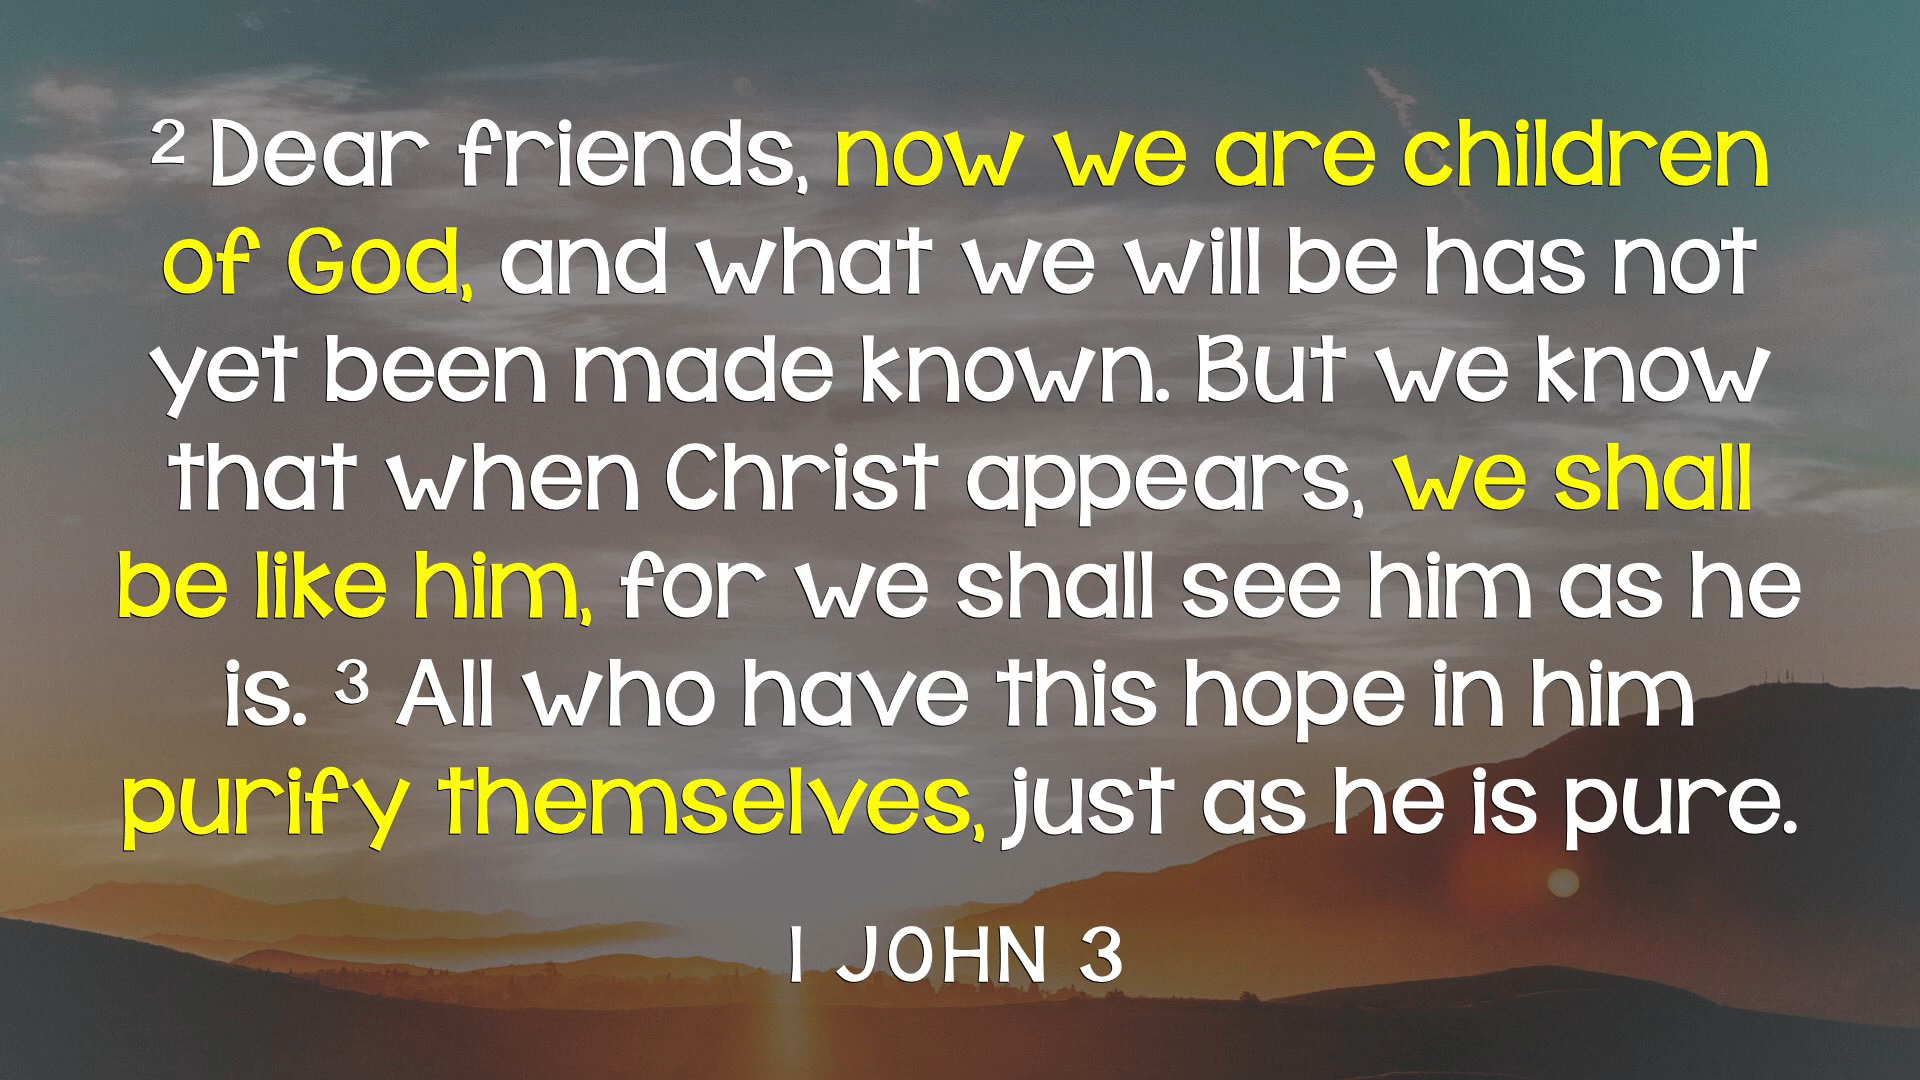 ² Dear friends, now we are children
of God, and what we will be has not
yet been made known. But we know
that when Christ appears, we shall
be like him, for we shall see him as he
is. ³ All who have this hope in him
purify themselves, just as he is pure.
1 JOHN 3